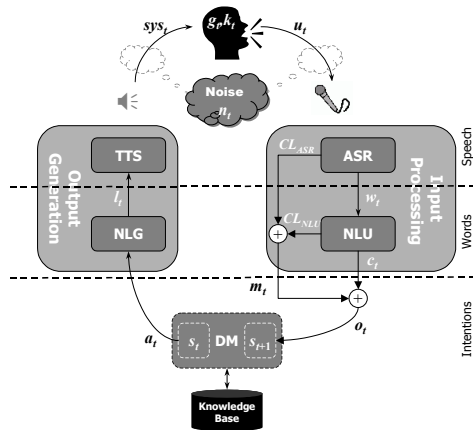 sys_t
g_t,k_t
u_t
Noise
n_t
TTS
Output
Generation
l_t
NLG
CL_ASR
ASR
Input
Processing
w_t
CL_NLU
+
NLU
c_t
m_t
+
o_t
a_t
s_t
DM
s_t+1
Knowledge
Base
Speech
Words
Intentions